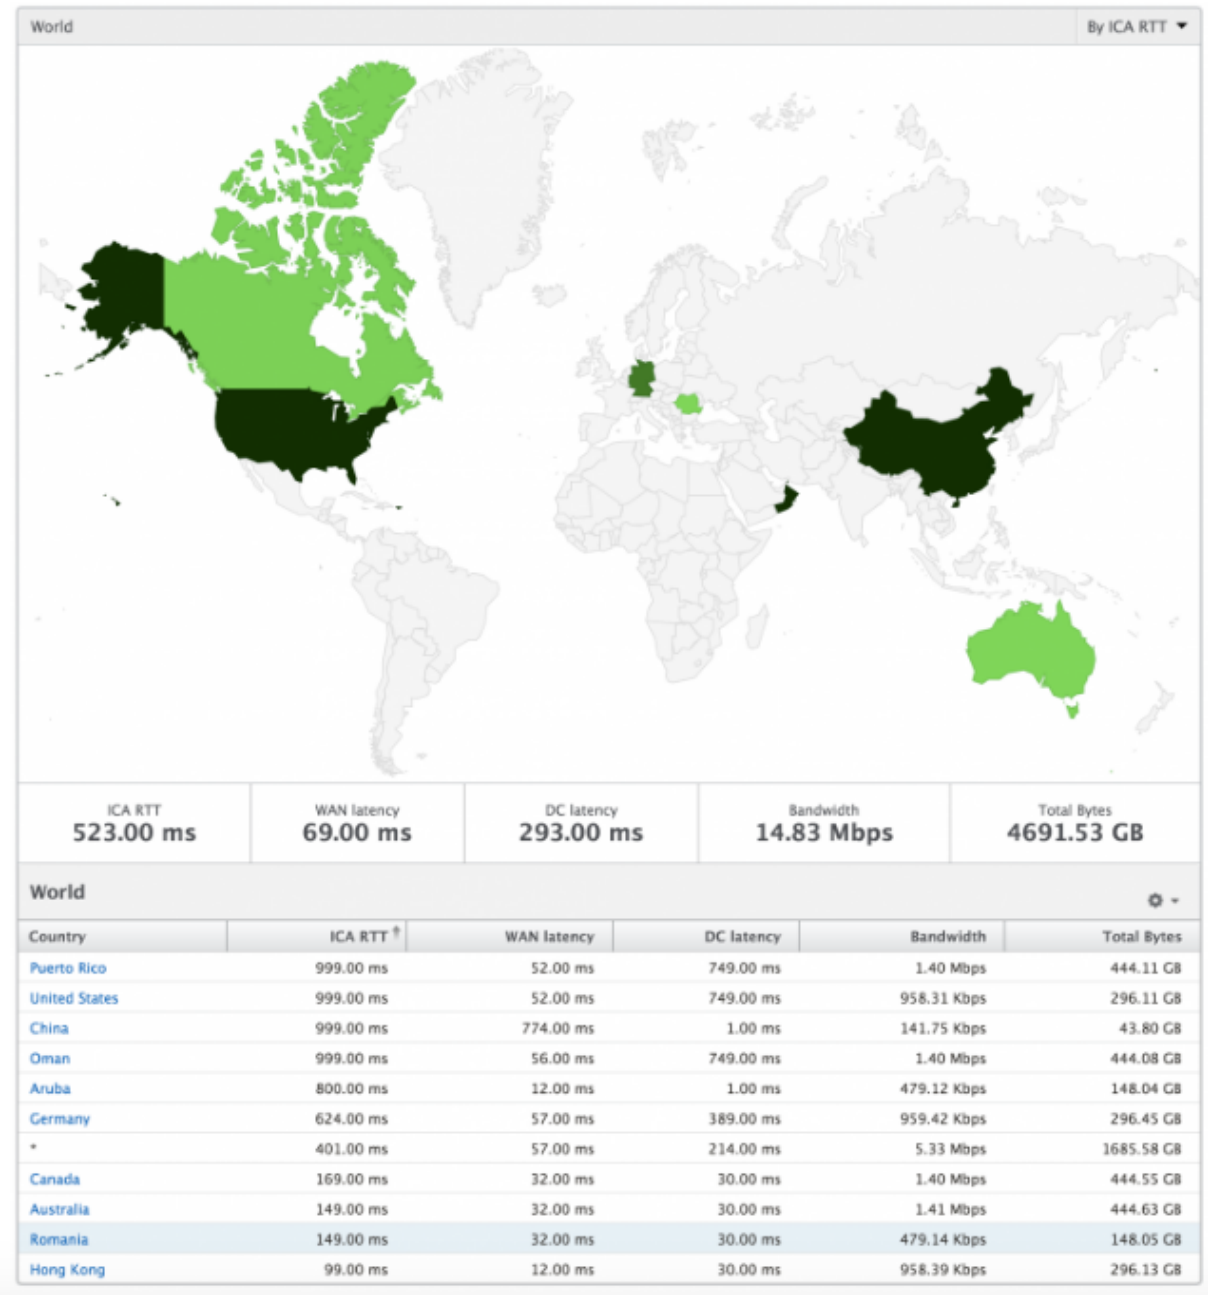 World By ICA RTT
ICA RTT WAN latency DC latency Bandwidth Total Bytes
523.00 ms 69.00 ms 293.00 ms 14.83 Mbps 4691.53 GB
World
Country ICA RTT WAN latency DC latency Bandwidth Total Bytes
Puerto Rico 999.00 ms 52.00 ms 749.00 ms 1.40 Mbps 444.11 GB
United States 999.00 ms 52.00 ms 749.00 ms 958.31 Kbps 296.11 GB
China 999.00 ms 774.00 ms 1.00 ms 141.75 Kbps 43.80 GB
Oman 999.00 ms 56.00 ms 749.00 ms 1.40 Mbps 444.08 GB
Aruba 800.00 ms 12.00 ms 1.00 ms 479.12 Kbps 148.04 GB
Germany 624.00 ms 57.00 ms 389.00 ms 959.42 Kbps 296.45 GB
* 401.00 ms 57.00 ms 214.00 ms 5.33 Mbps 1685.58 GB
Canada 169.00 ms 32.00 ms 30.00 ms 1.40 Mbps 444.55 GB
Australia 149.00 ms 32.00 ms 30.00 ms 1.41 Mbps 444.63 GB
Romania 149.00 ms 32.00 ms 30.00 ms 479.14 Kbps 148.05 GB
Hong Kong 99.00 ms 12.00 ms 30.00 ms 958.39 Kbps 296.13 GB